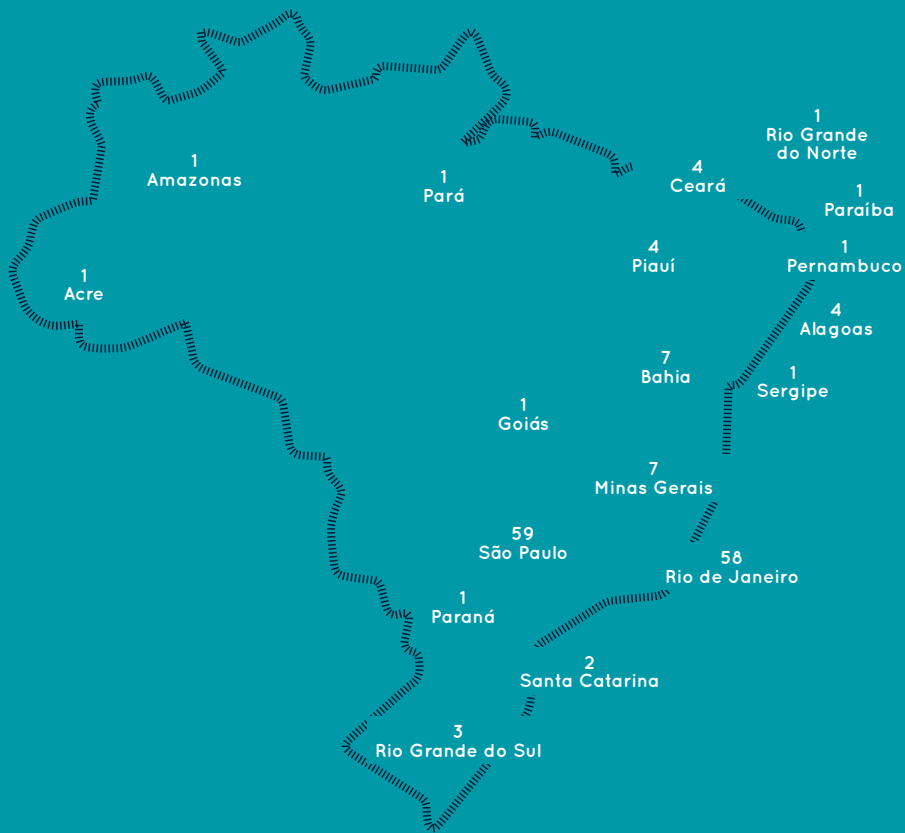 1
Rio Grande
do Norte
1
Amazonas
1
Pará
4
Ceará
1
Paraíba
4
Piauí
1
Pernambuco
1
Acre
4
Alagoas
7
Bahia
1
Sergipe
1
Goiás
7
Minas Gerais
59
São Paulo
58
Rio de Janeiro
1
Paraná
2
Santa Catarina
3
Rio Grande do Sul